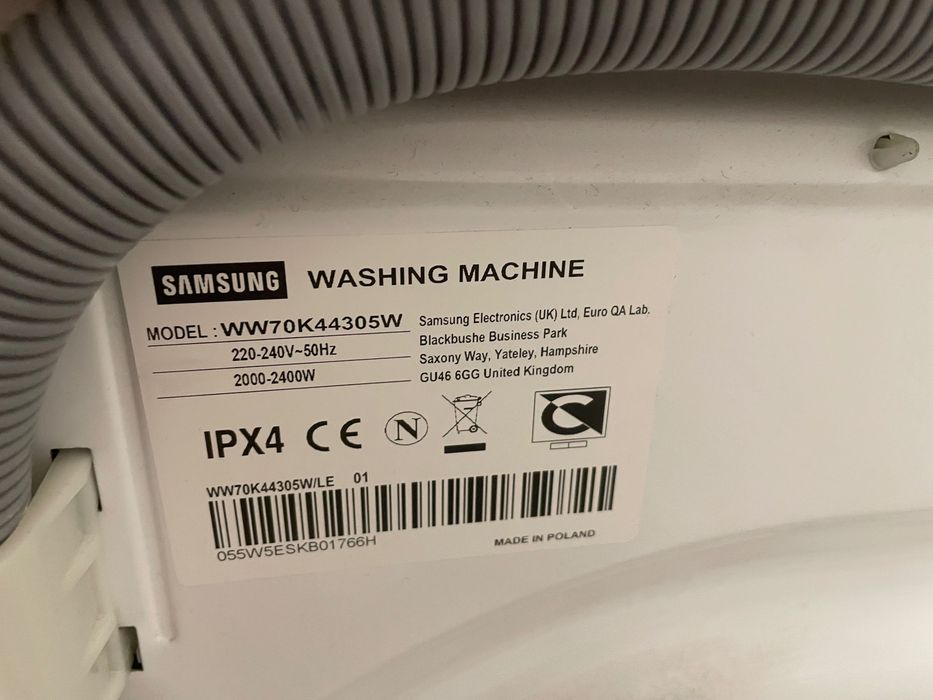 SAMSUNG WASHING MACHINE
MODEL : WW70K44305W
220-240V~50Hz
2000-2400W
Samsung Electronics (UK) Ltd, Euro QA Lab.
Blackbushe Business Park
Saxony Way, Yateley, Hampshire
GU46 6GG United Kingdom
IPX4 CE N
WW70K44305W/LE 01
055W5ESKB01766H
MADE IN POLAND